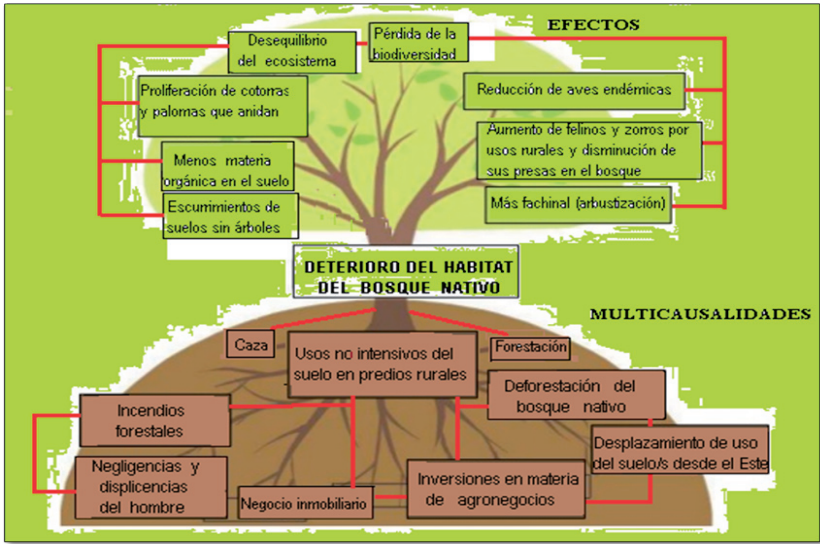 EFECTOS
Desequilibrio
del ecosistema
Pérdida de la
biodiversidad
Proliferación de cotorras
y palomas que anidan
Reducción de aves endémicas
Aumento de felinos y zorros por
usos rurales y disminución de
sus presas en el bosque
Menos materia
orgánica en el suelo
Más fachinal (arbustización)
Escurrimientos de
suelos sin árboles
DETERIORO DEL HABITAT
DEL BOSQUE NATIVO
MULTICAUSALIDADES
Caza
Usos no intensivos del
suelo en predios rurales
Forestación
Deforestación del
bosque nativo
Incendios
forestales
Desplazamiento de uso
del suelo/s desde el Este
Negligencias y
displicencias
del hombre
Negocio inmobiliario
Inversiones en materia
de agronegocios